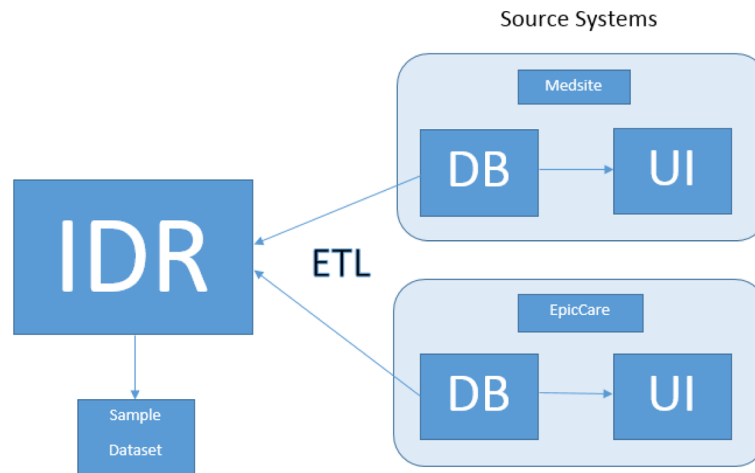 Source Systems
Medsite
DB
UI
IDR
ETL
EpicCare
DB
UI
Sample
Dataset